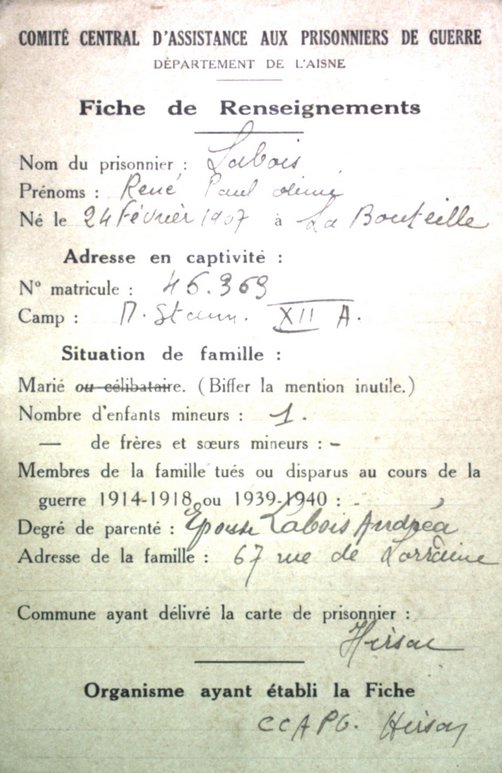 COMITÉ CENTRAL D'ASSISTANCE AUX PRISONNIERS DE GUERRE
DÉPARTEMENT DE L'AISNE
Fiche de Renseignements
Nom du prisonnier : Labois
Prénoms : René Paul
Né le 24 Février 1907 à La Bouteille
Adresse en captivité :
N° matricule : 46.369
Camp : M. Stamm. XII A.
Situation de famille :
Marié ou célibataire. (Biffer la mention inutile.)
Nombre d'enfants mineurs : 1.
— de frères et sœurs mineurs : -
Membres de la famille tués ou disparus au cours de la
guerre 1914-1918 ou 1939-1940 : -
Degré de parenté : Epouse Labois Andréa
Adresse de la famille : 67 rue de Lorraine
Commune ayant délivré la carte de prisonnier :
Hirson
Organisme ayant établi la Fiche
CCAPG. Hirson